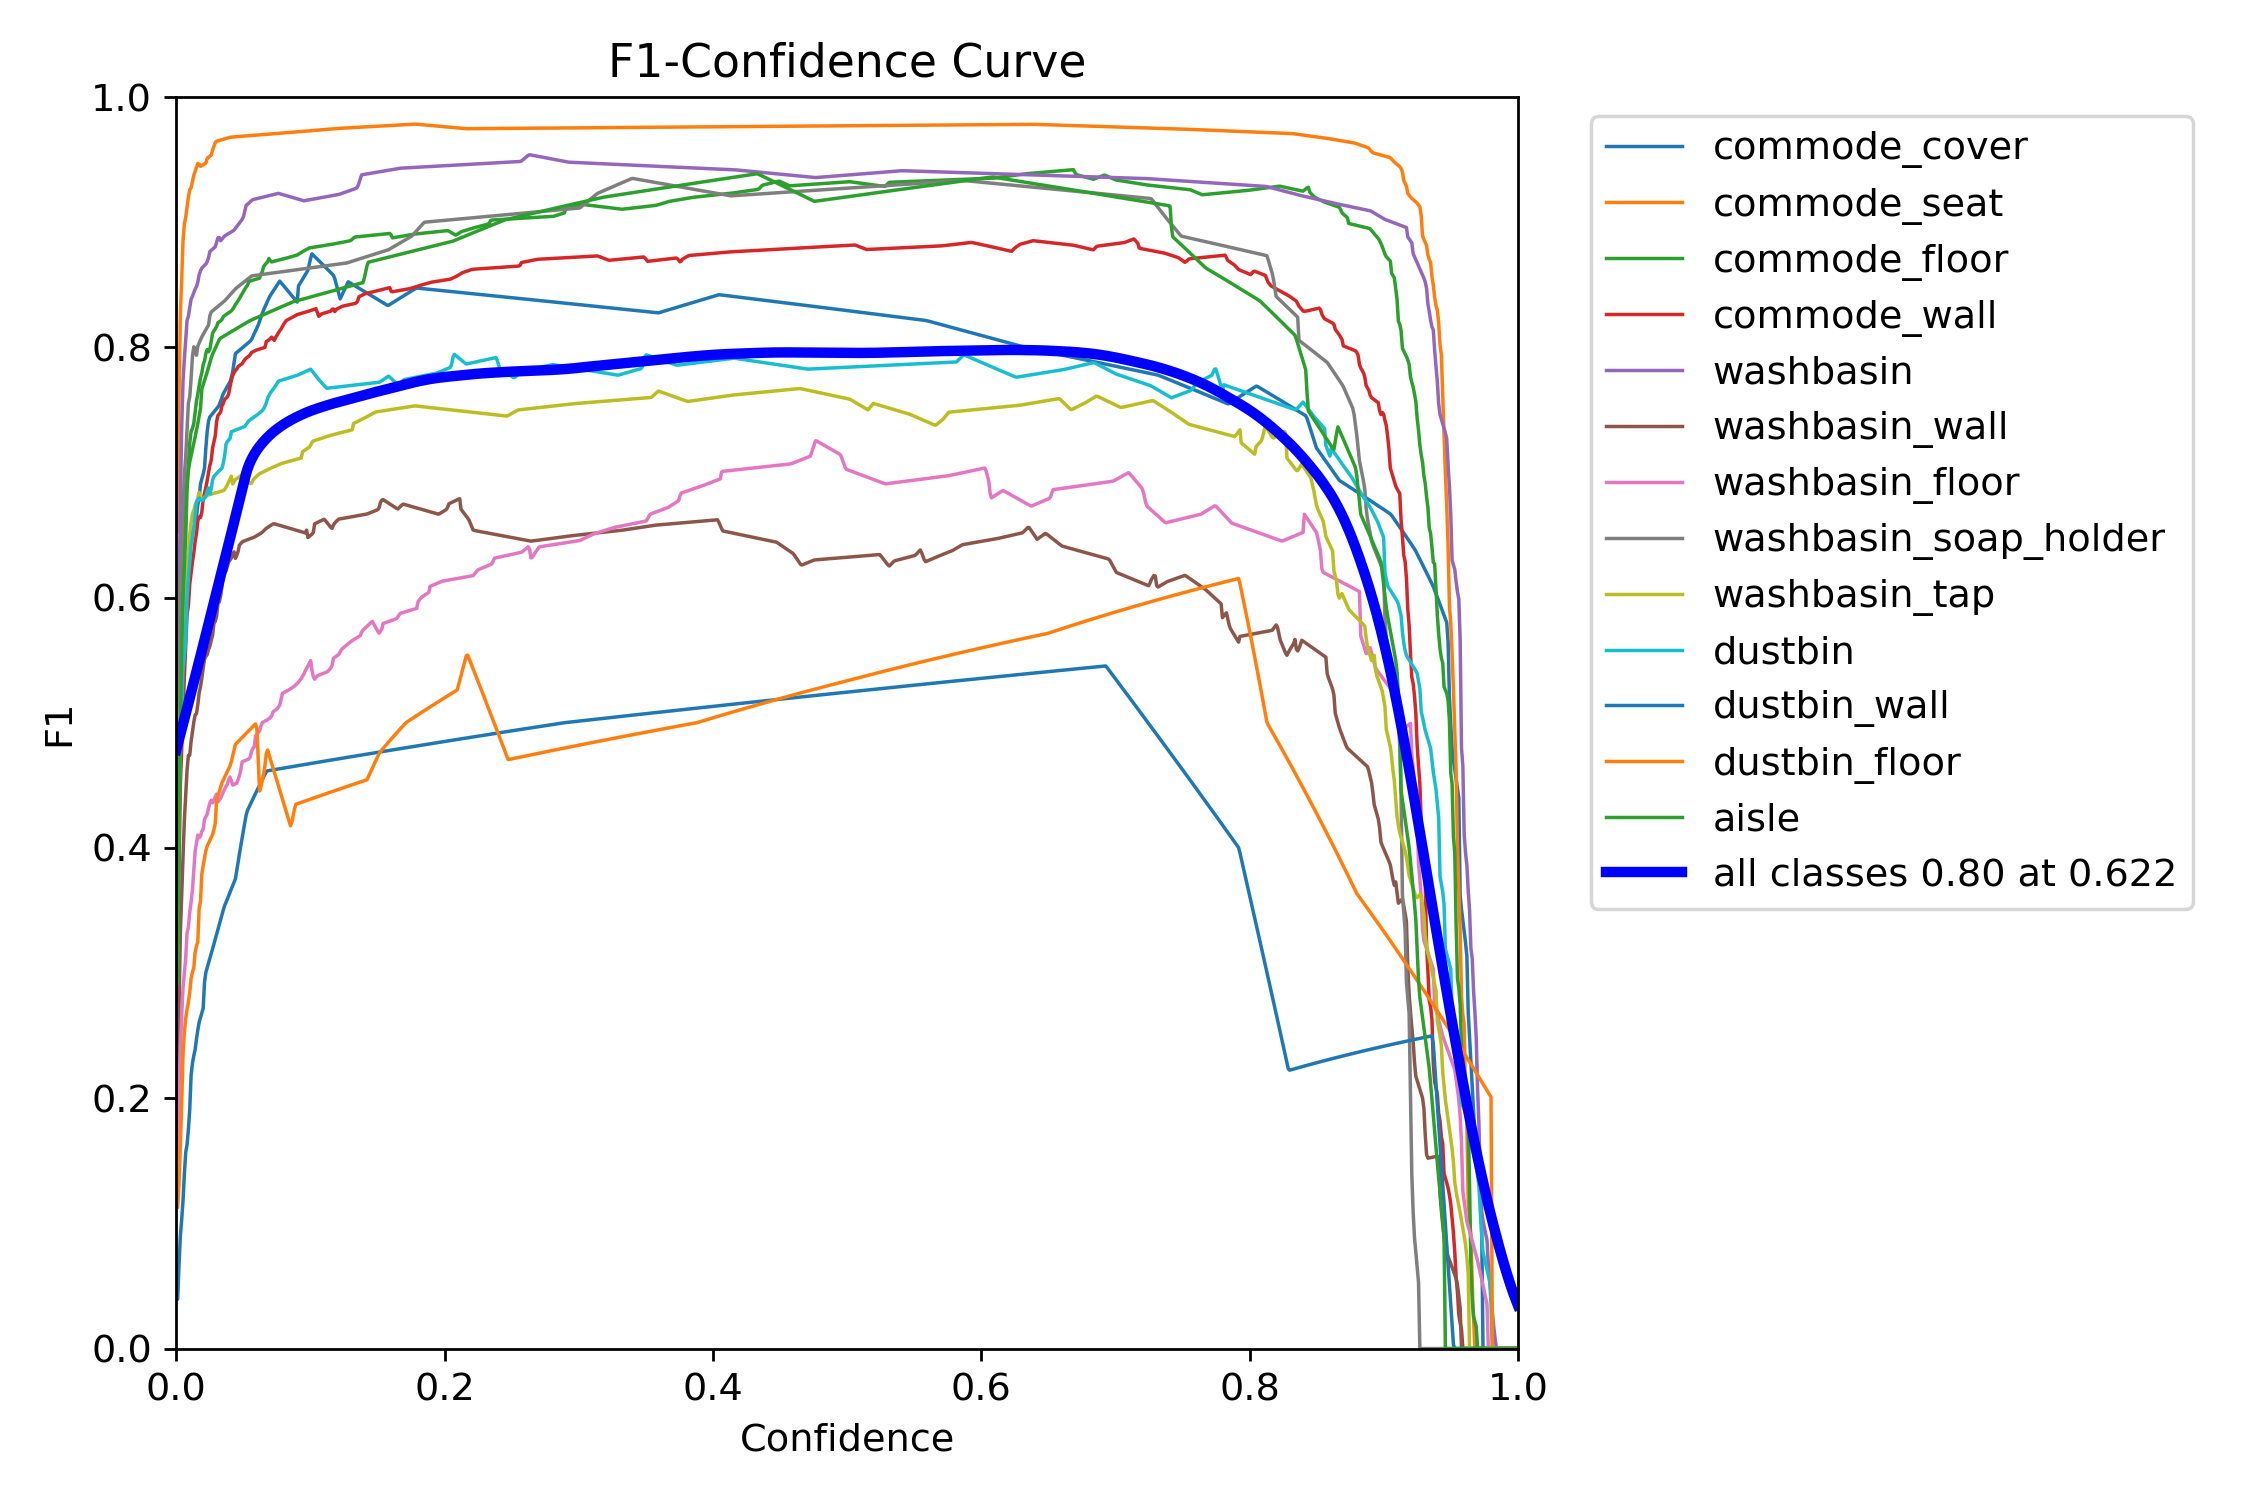 F1-Confidence Curve
1.0
0.8
0.6
0.4
0.2
0.0
F1
0.0 0.2 0.4 0.6 0.8 1.0
Confidence
commode_cover
commode_seat
commode_floor
commode_wall
washbasin
washbasin_wall
washbasin_floor
washbasin_soap_holder
washbasin_tap
dustbin
dustbin_wall
dustbin_floor
aisle
all classes 0.80 at 0.622